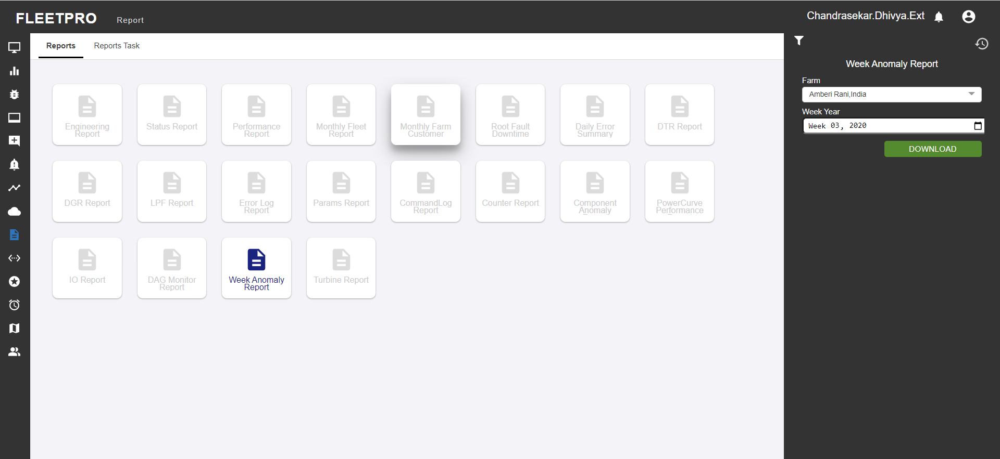 FLEETPRO
Report
Chandrasekar.Dhivya.Ext
Reports
Reports Task
Engineering
Report
Status Report
Performance
Report
Monthly Fleet
Report
Monthly Farm
Customer
Root Fault
Downtime
Daily Error
Summary
DTR Report
DGR Report
LPF Report
Error Log
Report
Params Report
CommandLog
Report
Counter Report
Component
Anomaly
PowerCurve
Performance
IO Report
DAG Monitor
Report
Week Anomaly
Report
Turbine Report
Week Anomaly Report
Farm
Amberi Rani,India
Week Year
Week 03, 2020
DOWNLOAD